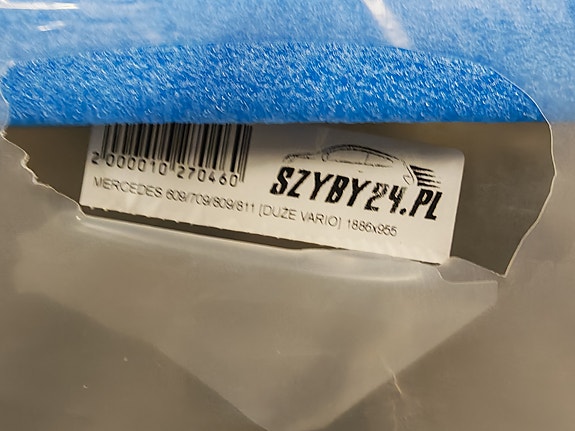 2 000010 270460
SZYBY24.PL
MERCEDES 609/709/809/811 [DUZE VARIO] 1886x955